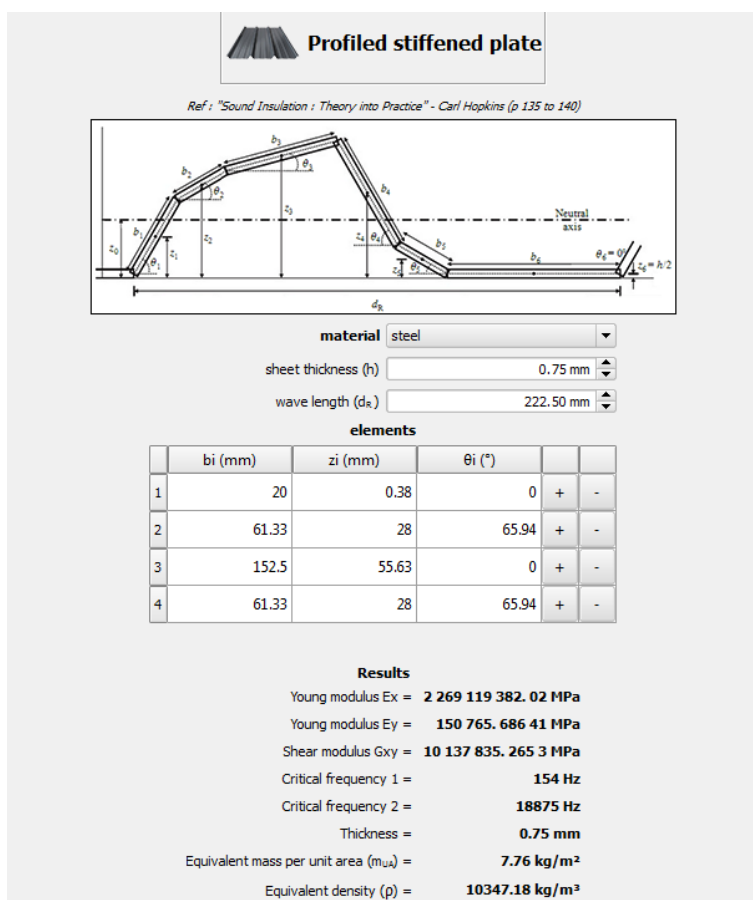 Profiled stiffened plate
Ref : "Sound Insulation : Theory into Practice" - Carl Hopkins (p 135 to 140)
b₃
b₂
θ₃
θ₂
b₄
b₁
z₃
Neutral
axis
z₀
z₁
z₂
z₄
θ₄
b₅
b₆
θ₆ = 0°
θ₁
z₅
θ₅
z₆ = h/2
d_R
material steel
sheet thickness (h) 0.75 mm
wave length (dR) 222.50 mm
elements
bi (mm) zi (mm) θi (°)
1 20 0.38 0 + -
2 61.33 28 65.94 + -
3 152.5 55.63 0 + -
4 61.33 28 65.94 + -
Results
Young modulus Ex = 2 269 119 382. 02 MPa
Young modulus Ey = 150 765. 686 41 MPa
Shear modulus Gxy = 10 137 835. 265 3 MPa
Critical frequency 1 = 154 Hz
Critical frequency 2 = 18875 Hz
Thickness = 0.75 mm
Equivalent mass per unit area (mUA) = 7.76 kg/m²
Equivalent density (ρ) = 10347.18 kg/m³